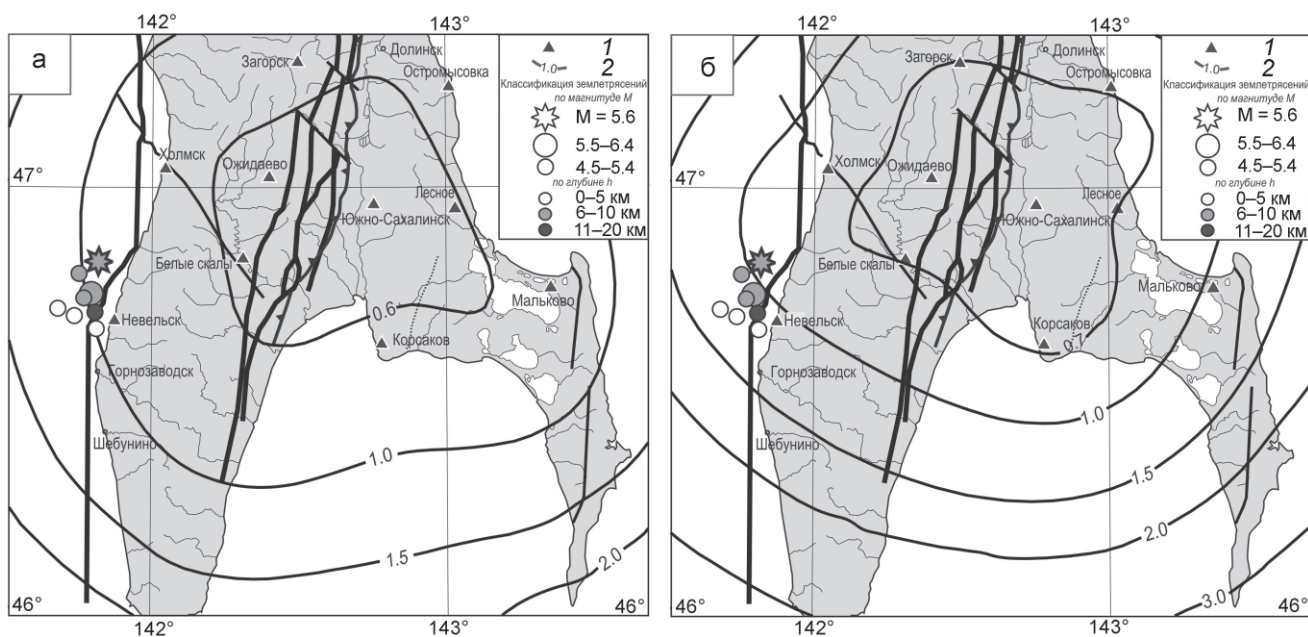 142°
143°
а
Загорск
Долинск
Остромысовка
Холмск
Ожидаево
47°
Лесное
Южно-Сахалинск
Белые скалы
Мальково
0.6
Невельск
Корсаков
Горнозаводск
Шебунино
1.0
1.5
2.0
46°
46°
142°
143°
1
1.0
2
Классификация землетрясений
по магнитуде M
M = 5.6
5.5–6.4
4.5–5.4
по глубине h
0–5 км
6–10 км
11–20 км
142°
143°
б
Загорск
Долинск
Остромысовка
Холмск
Ожидаево
47°
Лесное
Южно-Сахалинск
Белые скалы
Мальково
Невельск
Корсаков
0.7
Горнозаводск
1.0
Шебунино
1.5
2.0
3.0
46°
46°
142°
143°
1
1.0
2
Классификация землетрясений
по магнитуде M
M = 5.6
5.5–6.4
4.5–5.4
по глубине h
0–5 км
6–10 км
11–20 км